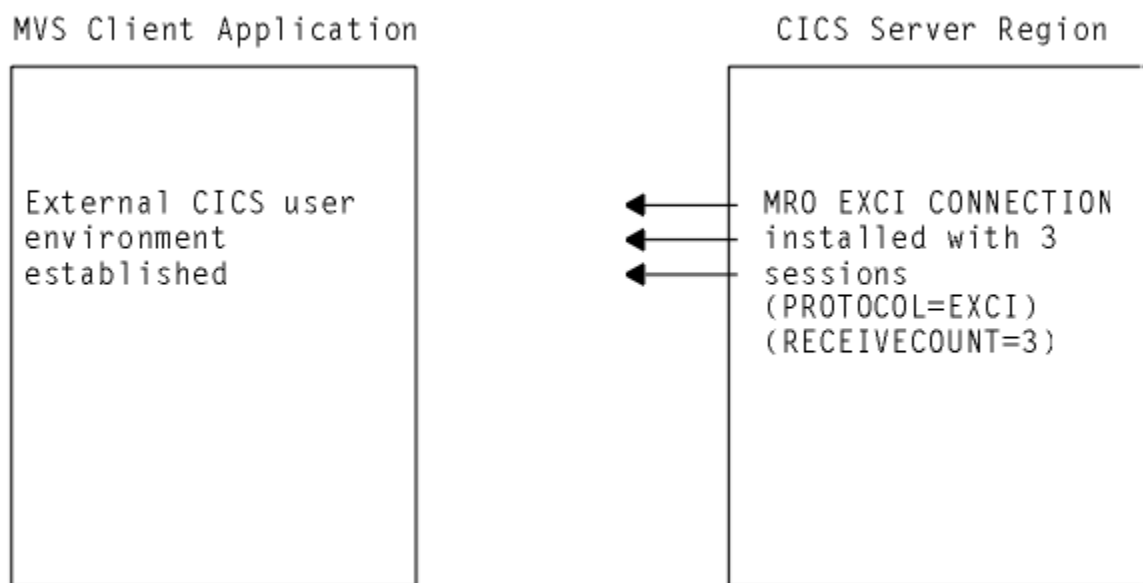 MVS Client Application
CICS Server Region
External CICS user
environment
established
MRO EXCI CONNECTION
installed with 3
sessions
(PROTOCOL=EXCI)
(RECEIVECOUNT=3)